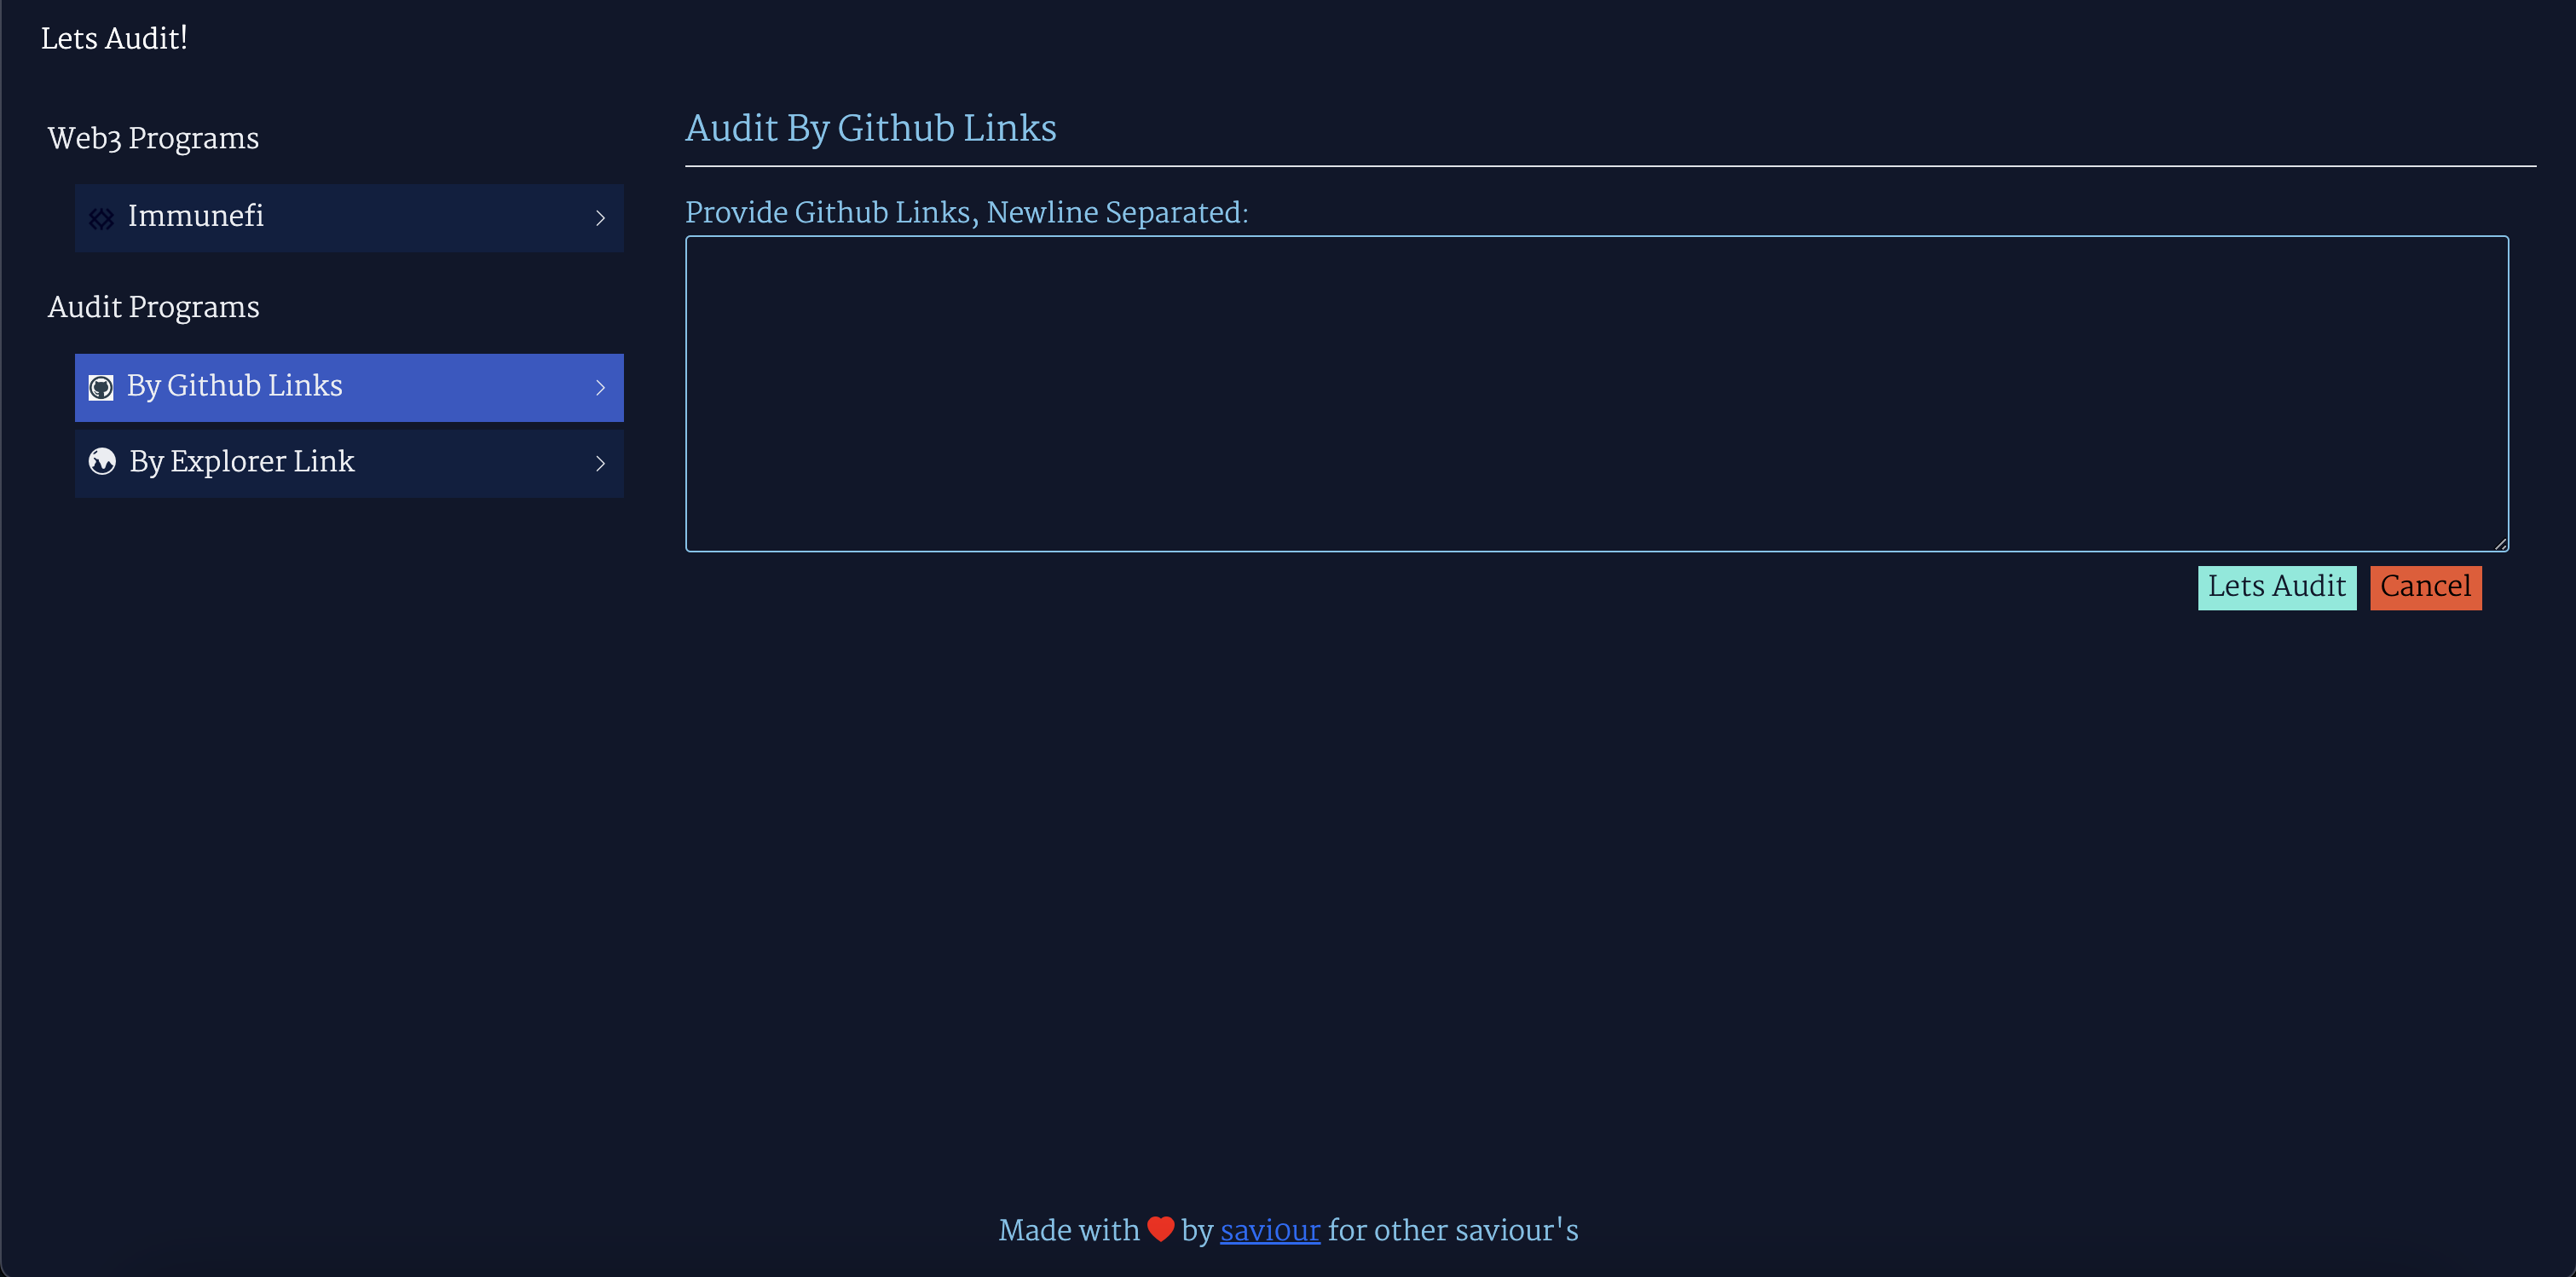 Lets Audit!
Web3 Programs
Immunefi
Audit Programs
By Github Links
By Explorer Link
Audit By Github Links
Provide Github Links, Newline Separated:
Lets Audit
Cancel
Made with ❤️ by saviour for other saviour's